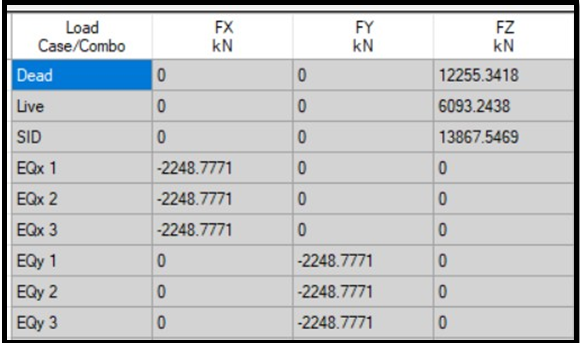 Load Case/Combo FX kN FY kN FZ kN
Dead 0 0 12255.3418
Live 0 0 6093.2438
SID 0 0 13867.5469
EQx 1 -2248.7771 0 0
EQx 2 -2248.7771 0 0
EQx 3 -2248.7771 0 0
EQy 1 0 -2248.7771 0
EQy 2 0 -2248.7771 0
EQy 3 0 -2248.7771 0